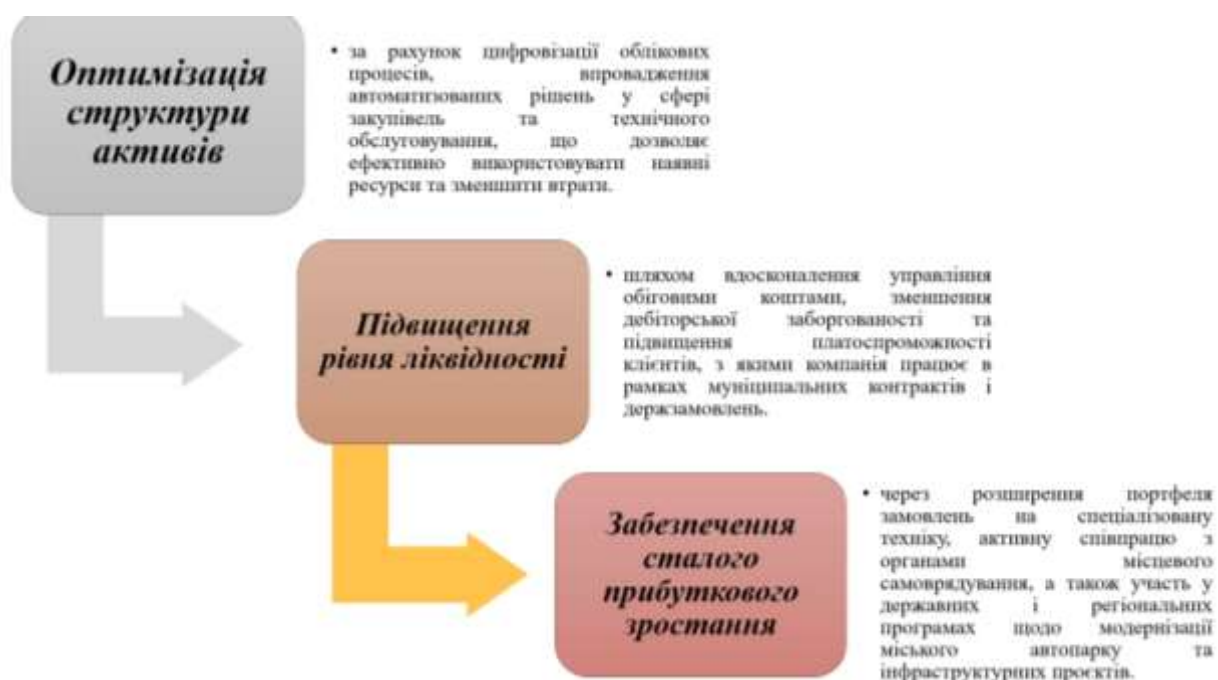 Оптимізація
структури
активів
• за рахунок цифровізації облікових
процесів, впровадження
автоматизованих рішень у сфері
закупівель та технічного
обслуговування, що дозволяє
ефективно використовувати наявні
ресурси та зменшити втрати.
Підвищення
рівня ліквідності
• шляхом вдосконалення управління
обіговими коштами, зменшення
дебіторської заборгованості та
підвищення платоспроможності
клієнтів, з якими компанія працює в
рамках муніципальних контрактів і
держзамовлень.
Забезпечення
сталого
прибуткового
зростання
• через розширення портфеля
замовлень на спеціалізовану
техніку, активну співпрацю з
органами місцевого
самоврядування, а також участь у
державних і регіональних
програмах щодо модернізації
міського автопарку та
інфраструктурних проєктів.